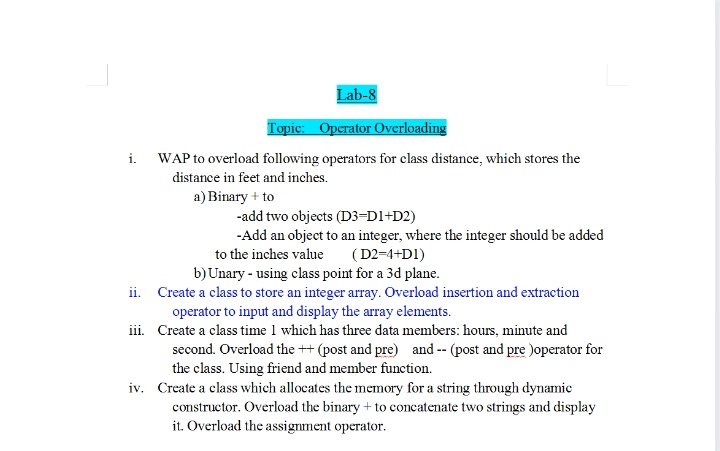 Lab-8
Topic: Operator Overloading
i. WAP to overload following operators for class distance, which stores the
distance in feet and inches.
a) Binary + to
-add two objects (D3=D1+D2)
-Add an object to an integer, where the integer should be added
to the inches value ( D2=4+D1)
b) Unary - using class point for a 3d plane.
ii. Create a class to store an integer array. Overload insertion and extraction
operator to input and display the array elements.
iii. Create a class time 1 which has three data members: hours, minute and
second. Overload the ++ (post and pre) and -- (post and pre )operator for
the class. Using friend and member function.
iv. Create a class which allocates the memory for a string through dynamic
constructor. Overload the binary + to concatenate two strings and display
it. Overload the assignment operator.